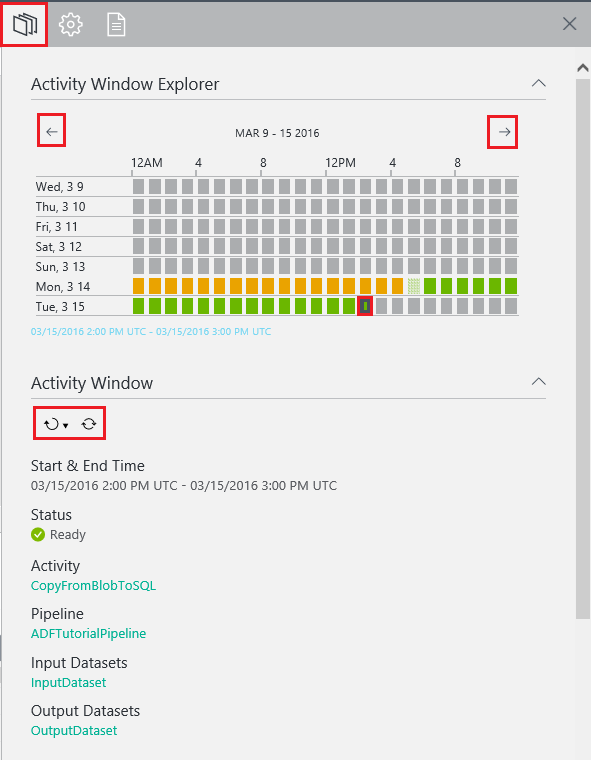 Activity Window Explorer
MAR 9 - 15 2016
12AM 4 8 12PM 4 8
Wed, 3 9
Thu, 3 10
Fri, 3 11
Sat, 3 12
Sun, 3 13
Mon, 3 14
Tue, 3 15
03/15/2016 2:00 PM UTC - 03/15/2016 3:00 PM UTC
Activity Window
Start & End Time
03/15/2016 2:00 PM UTC - 03/15/2016 3:00 PM UTC
Status
Ready
Activity
CopyFromBlobToSQL
Pipeline
ADFTutorialPipeline
Input Datasets
InputDataset
Output Datasets
OutputDataset